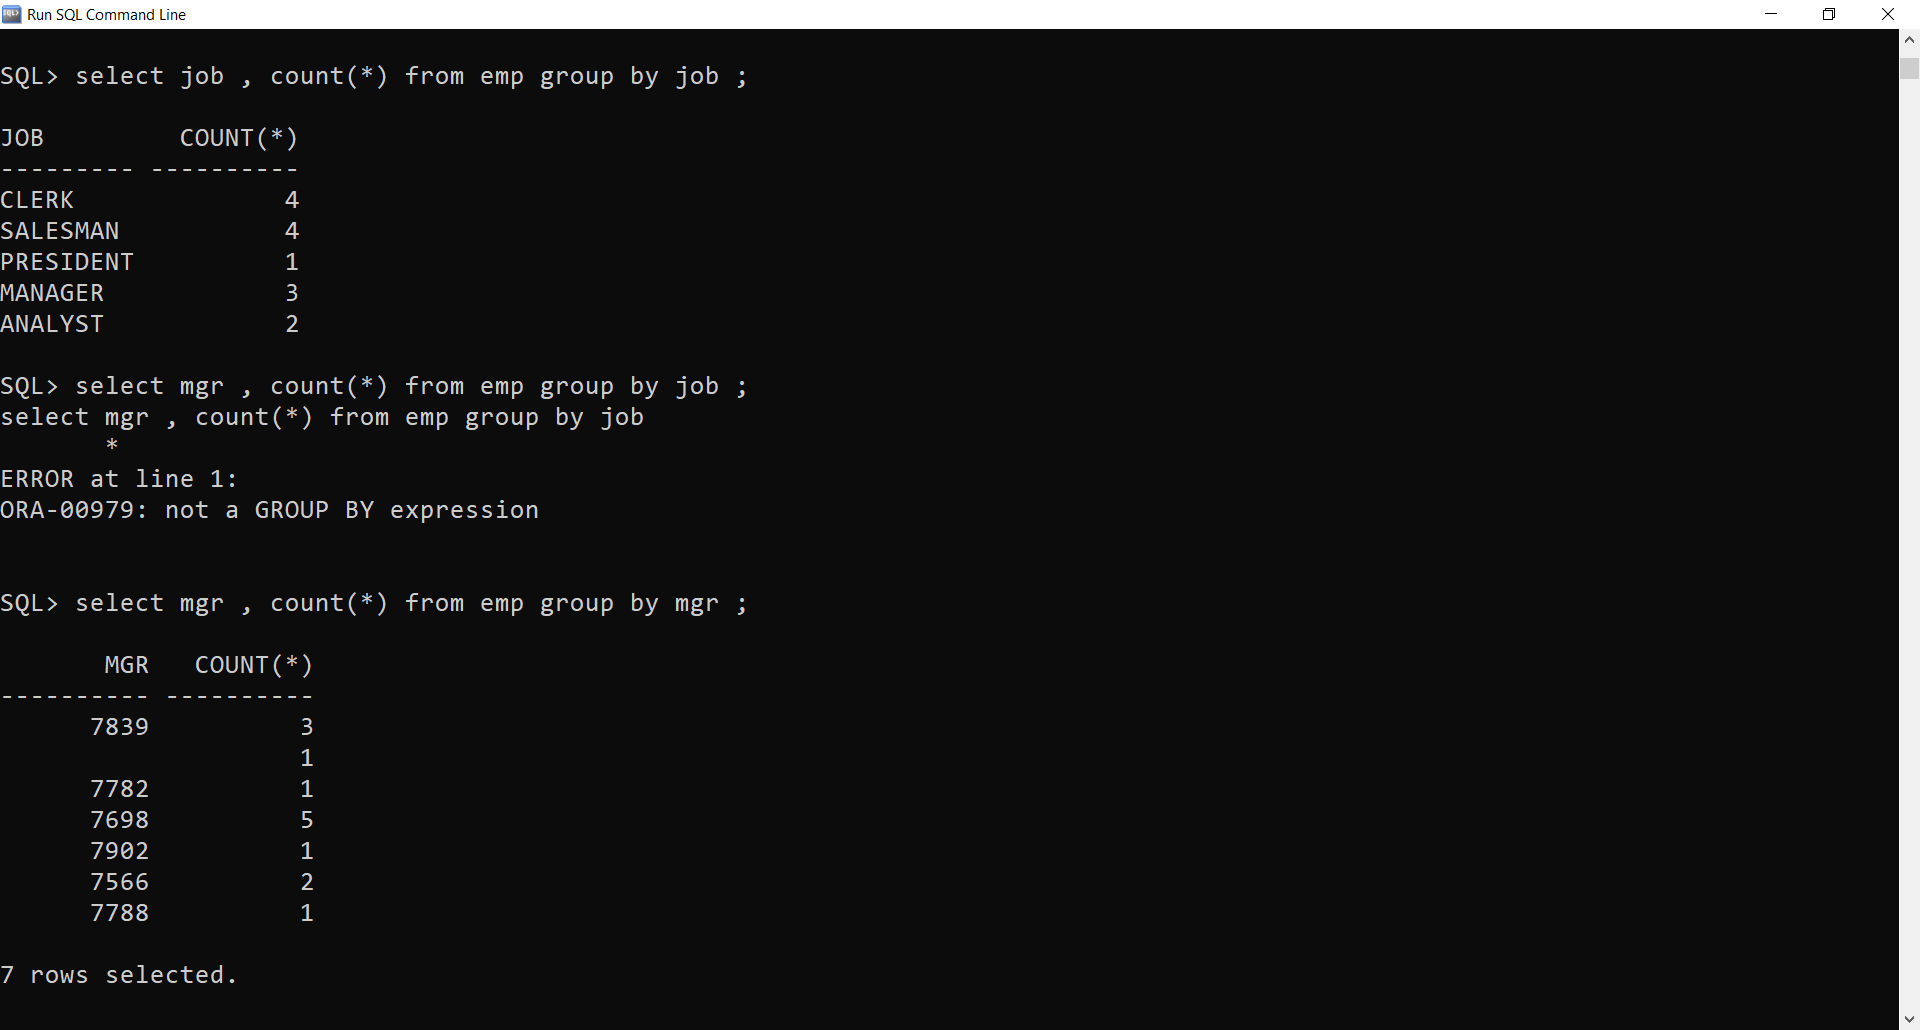 Run SQL Command Line
SQL> select job , count(*) from emp group by job ;
JOB         COUNT(*)
--------- ----------
CLERK              4
SALESMAN           4
PRESIDENT          1
MANAGER            3
ANALYST            2
SQL> select mgr , count(*) from emp group by job ;
select mgr , count(*) from emp group by job
       *
ERROR at line 1:
ORA-00979: not a GROUP BY expression
SQL> select mgr , count(*) from emp group by mgr ;
       MGR   COUNT(*)
---------- ----------
      7839          3
                    1
      7782          1
      7698          5
      7902          1
      7566          2
      7788          1
7 rows selected.